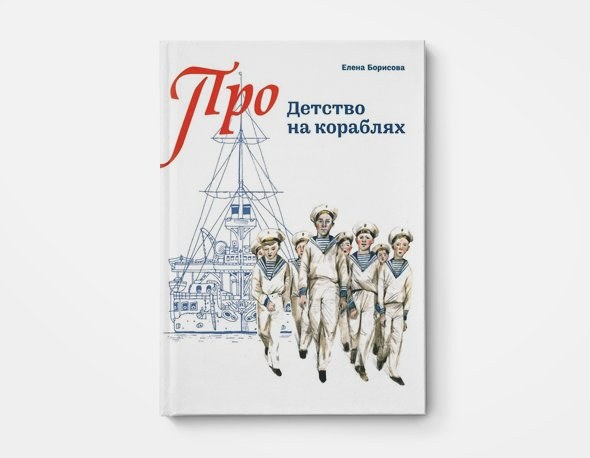 Елена Борисова
Про
Детство
на кораблях